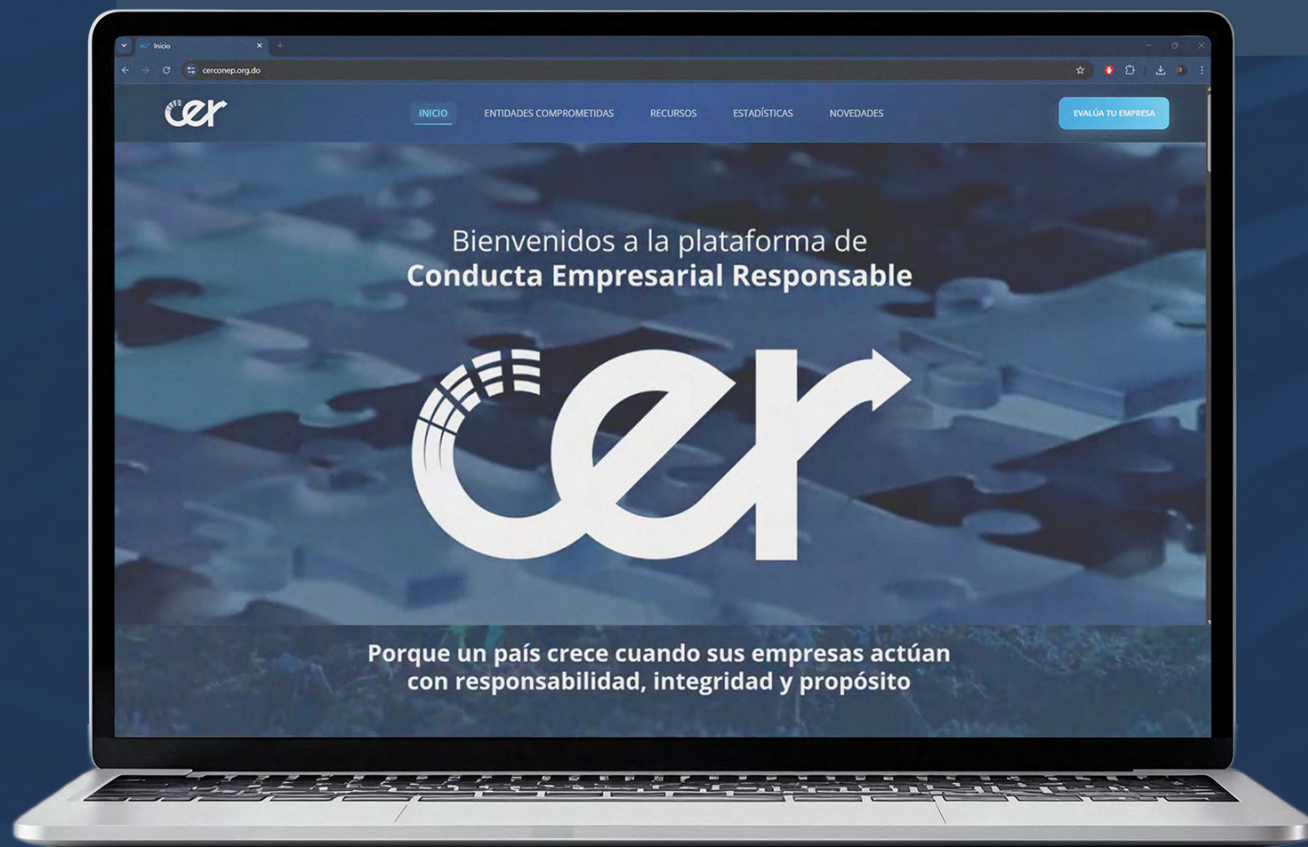 Inicio
cerconep.org.do
cer
INICIO
ENTIDADES COMPROMETIDAS
RECURSOS
ESTADÍSTICAS
NOVEDADES
EVALÚA TU EMPRESA
Bienvenidos a la plataforma de
Conducta Empresarial Responsable
cer
Porque un país crece cuando sus empresas actúan
con responsabilidad, integridad y propósito